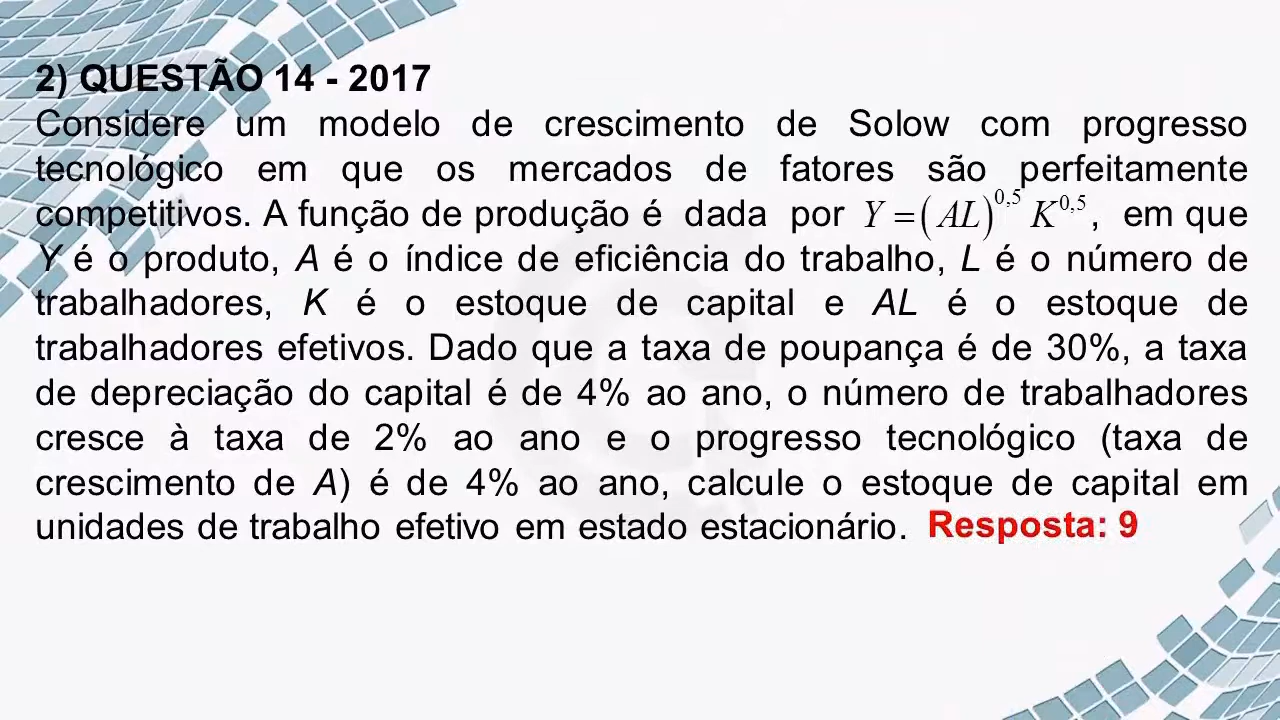 2) QUESTÃO 14 - 2017
Considere um modelo de crescimento de Solow com progresso
tecnológico em que os mercados de fatores são perfeitamente
competitivos. A função de produção é dada por Y = (AL)^0,5 K^0,5, em que
Y é o produto, A é o índice de eficiência do trabalho, L é o número de
trabalhadores, K é o estoque de capital e AL é o estoque de
trabalhadores efetivos. Dado que a taxa de poupança é de 30%, a taxa
de depreciação do capital é de 4% ao ano, o número de trabalhadores
cresce à taxa de 2% ao ano e o progresso tecnológico (taxa de
crescimento de A) é de 4% ao ano, calcule o estoque de capital em
unidades de trabalho efetivo em estado estacionário. Resposta: 9